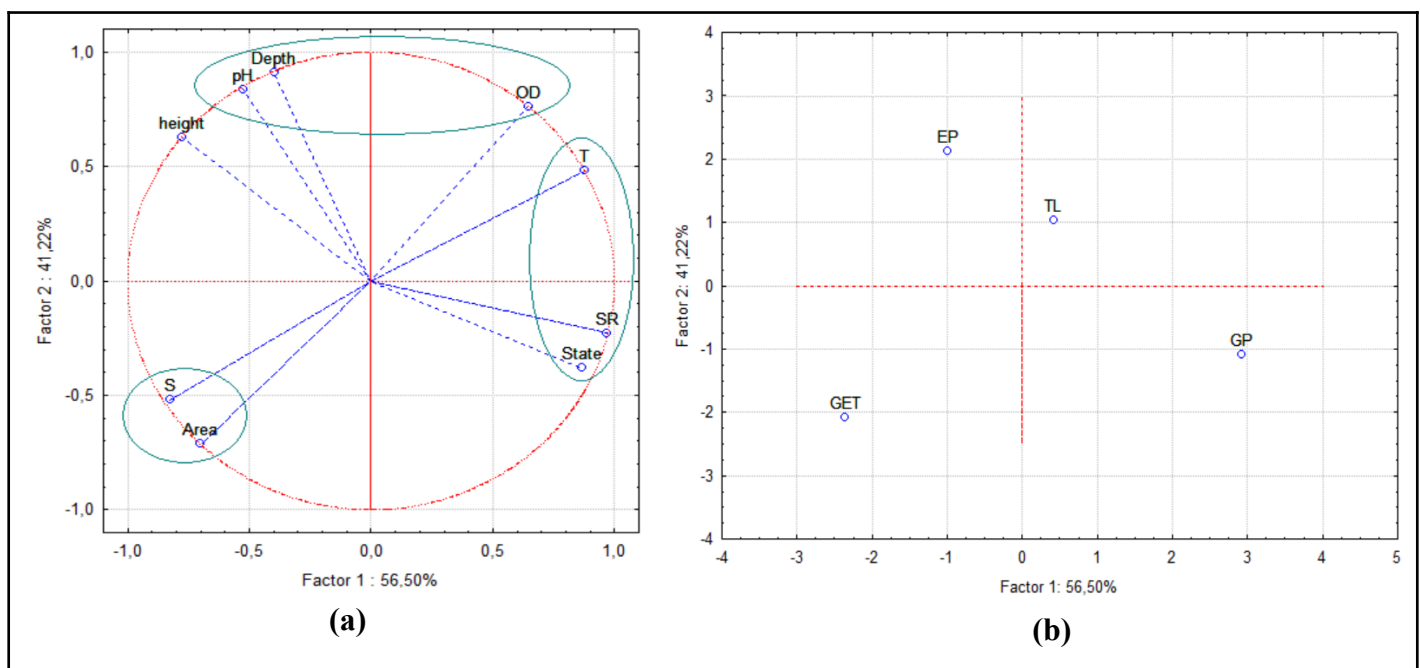 1,0
Depth
pH
OD
height
0,5
T
0,0
SR
State
-0,5
S
Area
-1,0
-1,0 -0,5 0,0 0,5 1,0
Factor 1 : 56,50%
Factor 2 : 41,22%
(a)
4
3
2
1
0
-1
-2
-3
-4
EP
TL
GP
GET
-4 -3 -2 -1 0 1 2 3 4 5
Factor 1: 56,50%
Factor 2: 41,22%
(b)